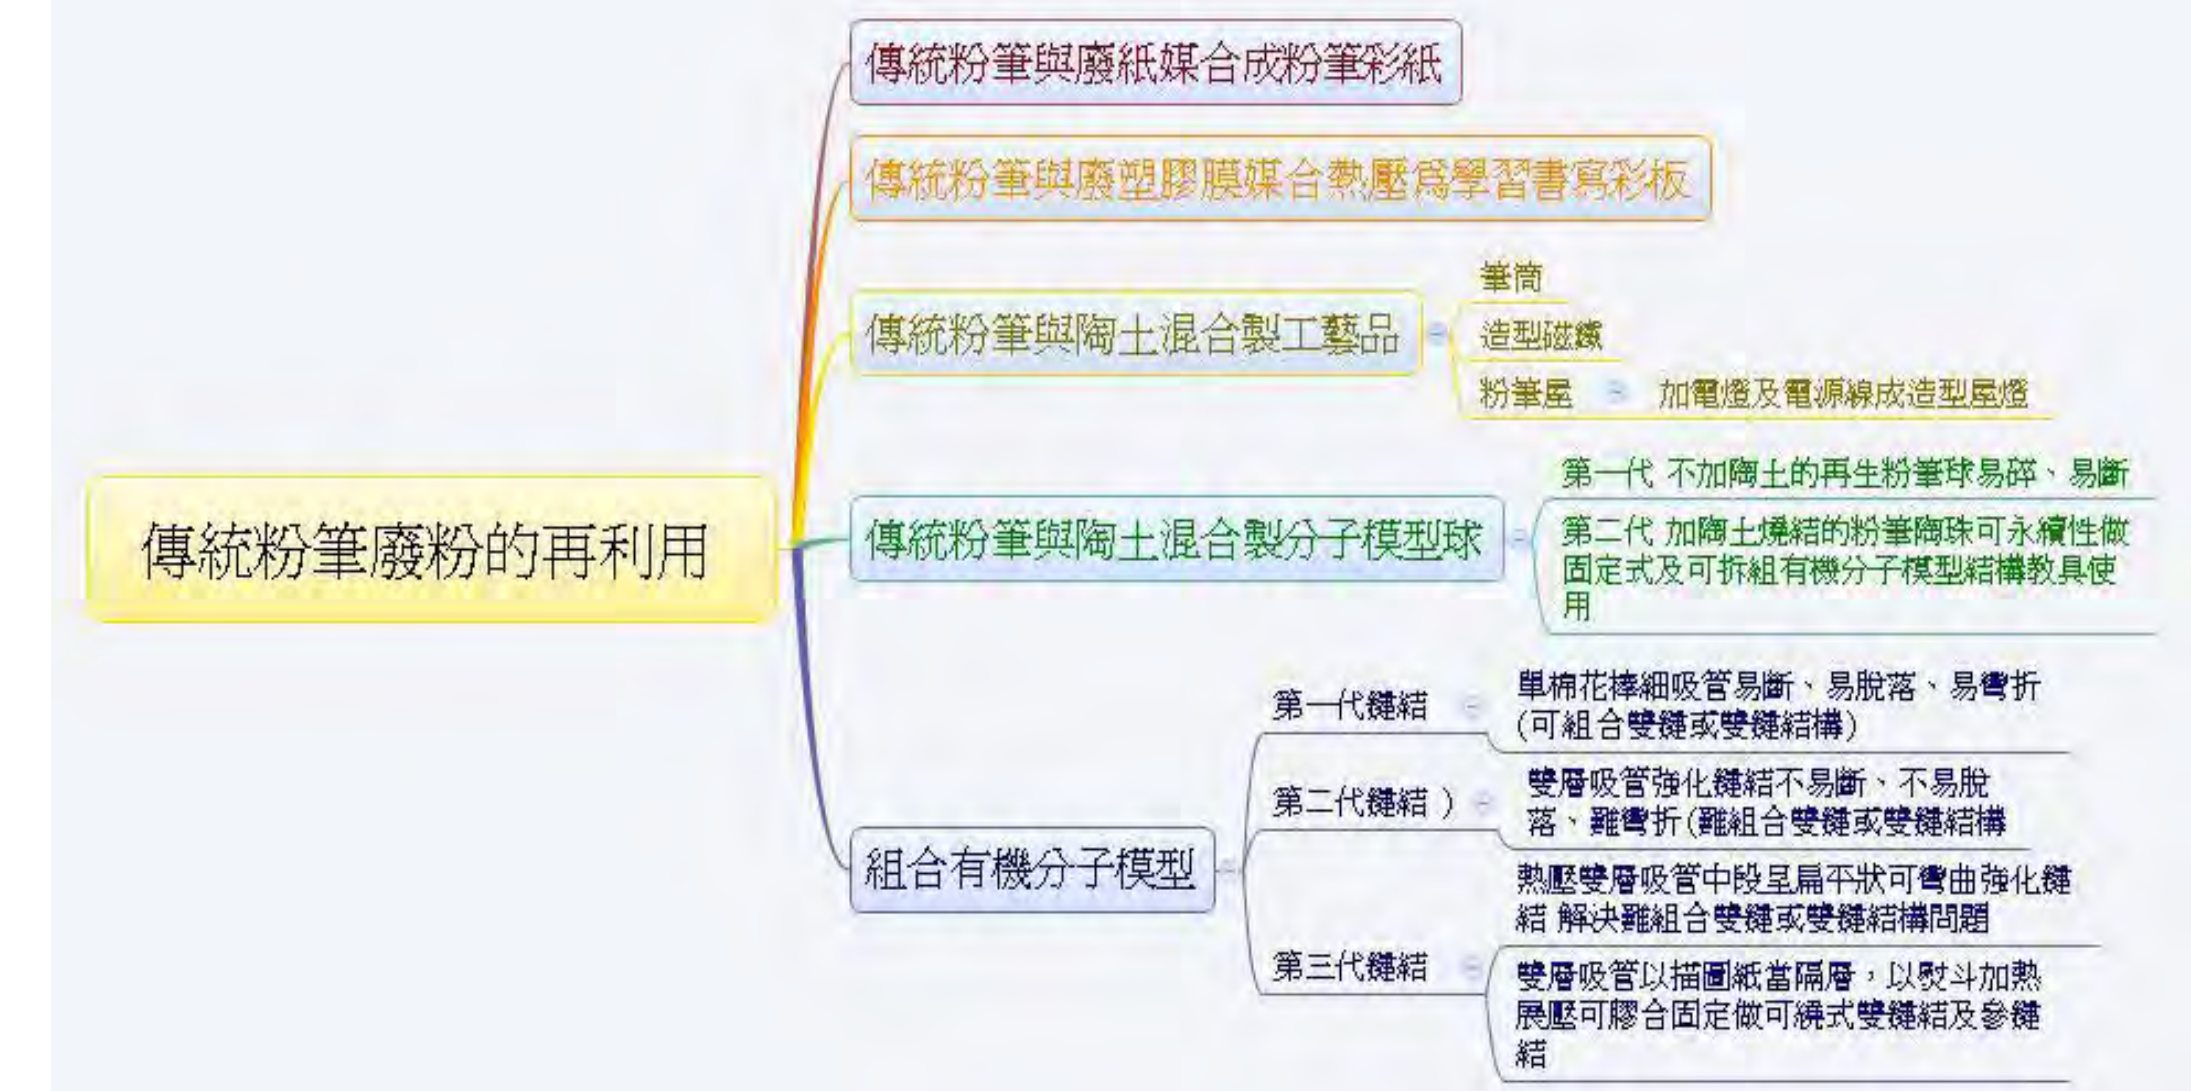 傳統粉筆與廢紙媒合成粉筆彩紙
傳統粉筆與廢塑膠膜媒合熱壓為學習書寫彩板
傳統粉筆與陶土混合製工藝品
筆筒
造型磁鐵
粉筆屋
加電燈及電源線成造型屋燈
傳統粉筆廢粉的再利用
傳統粉筆與陶土混合製分子模型球
第一代 不加陶土的再生粉筆球易碎、易斷
第二代 加陶土燒結的粉筆陶珠可永續性做
固定式及可拆組有機分子模型結構教具使
用
組合有機分子模型
第一代鍵結
單棉花棒細吸管易斷、易脫落、易彎折
(可組合雙鍵或雙鍵結構)
第二代鍵結 )
雙層吸管強化鍵結不易斷、不易脫
落、難彎折(難組合雙鍵或雙鍵結構
第三代鍵結
熱壓雙層吸管中段呈扁平狀可彎曲強化鍵
結 解決難組合雙鍵或雙鍵結構問題
雙層吸管以描圖紙當隔層，以熨斗加熱
展壓可膠合固定做可繞式雙鍵結及參鍵
結